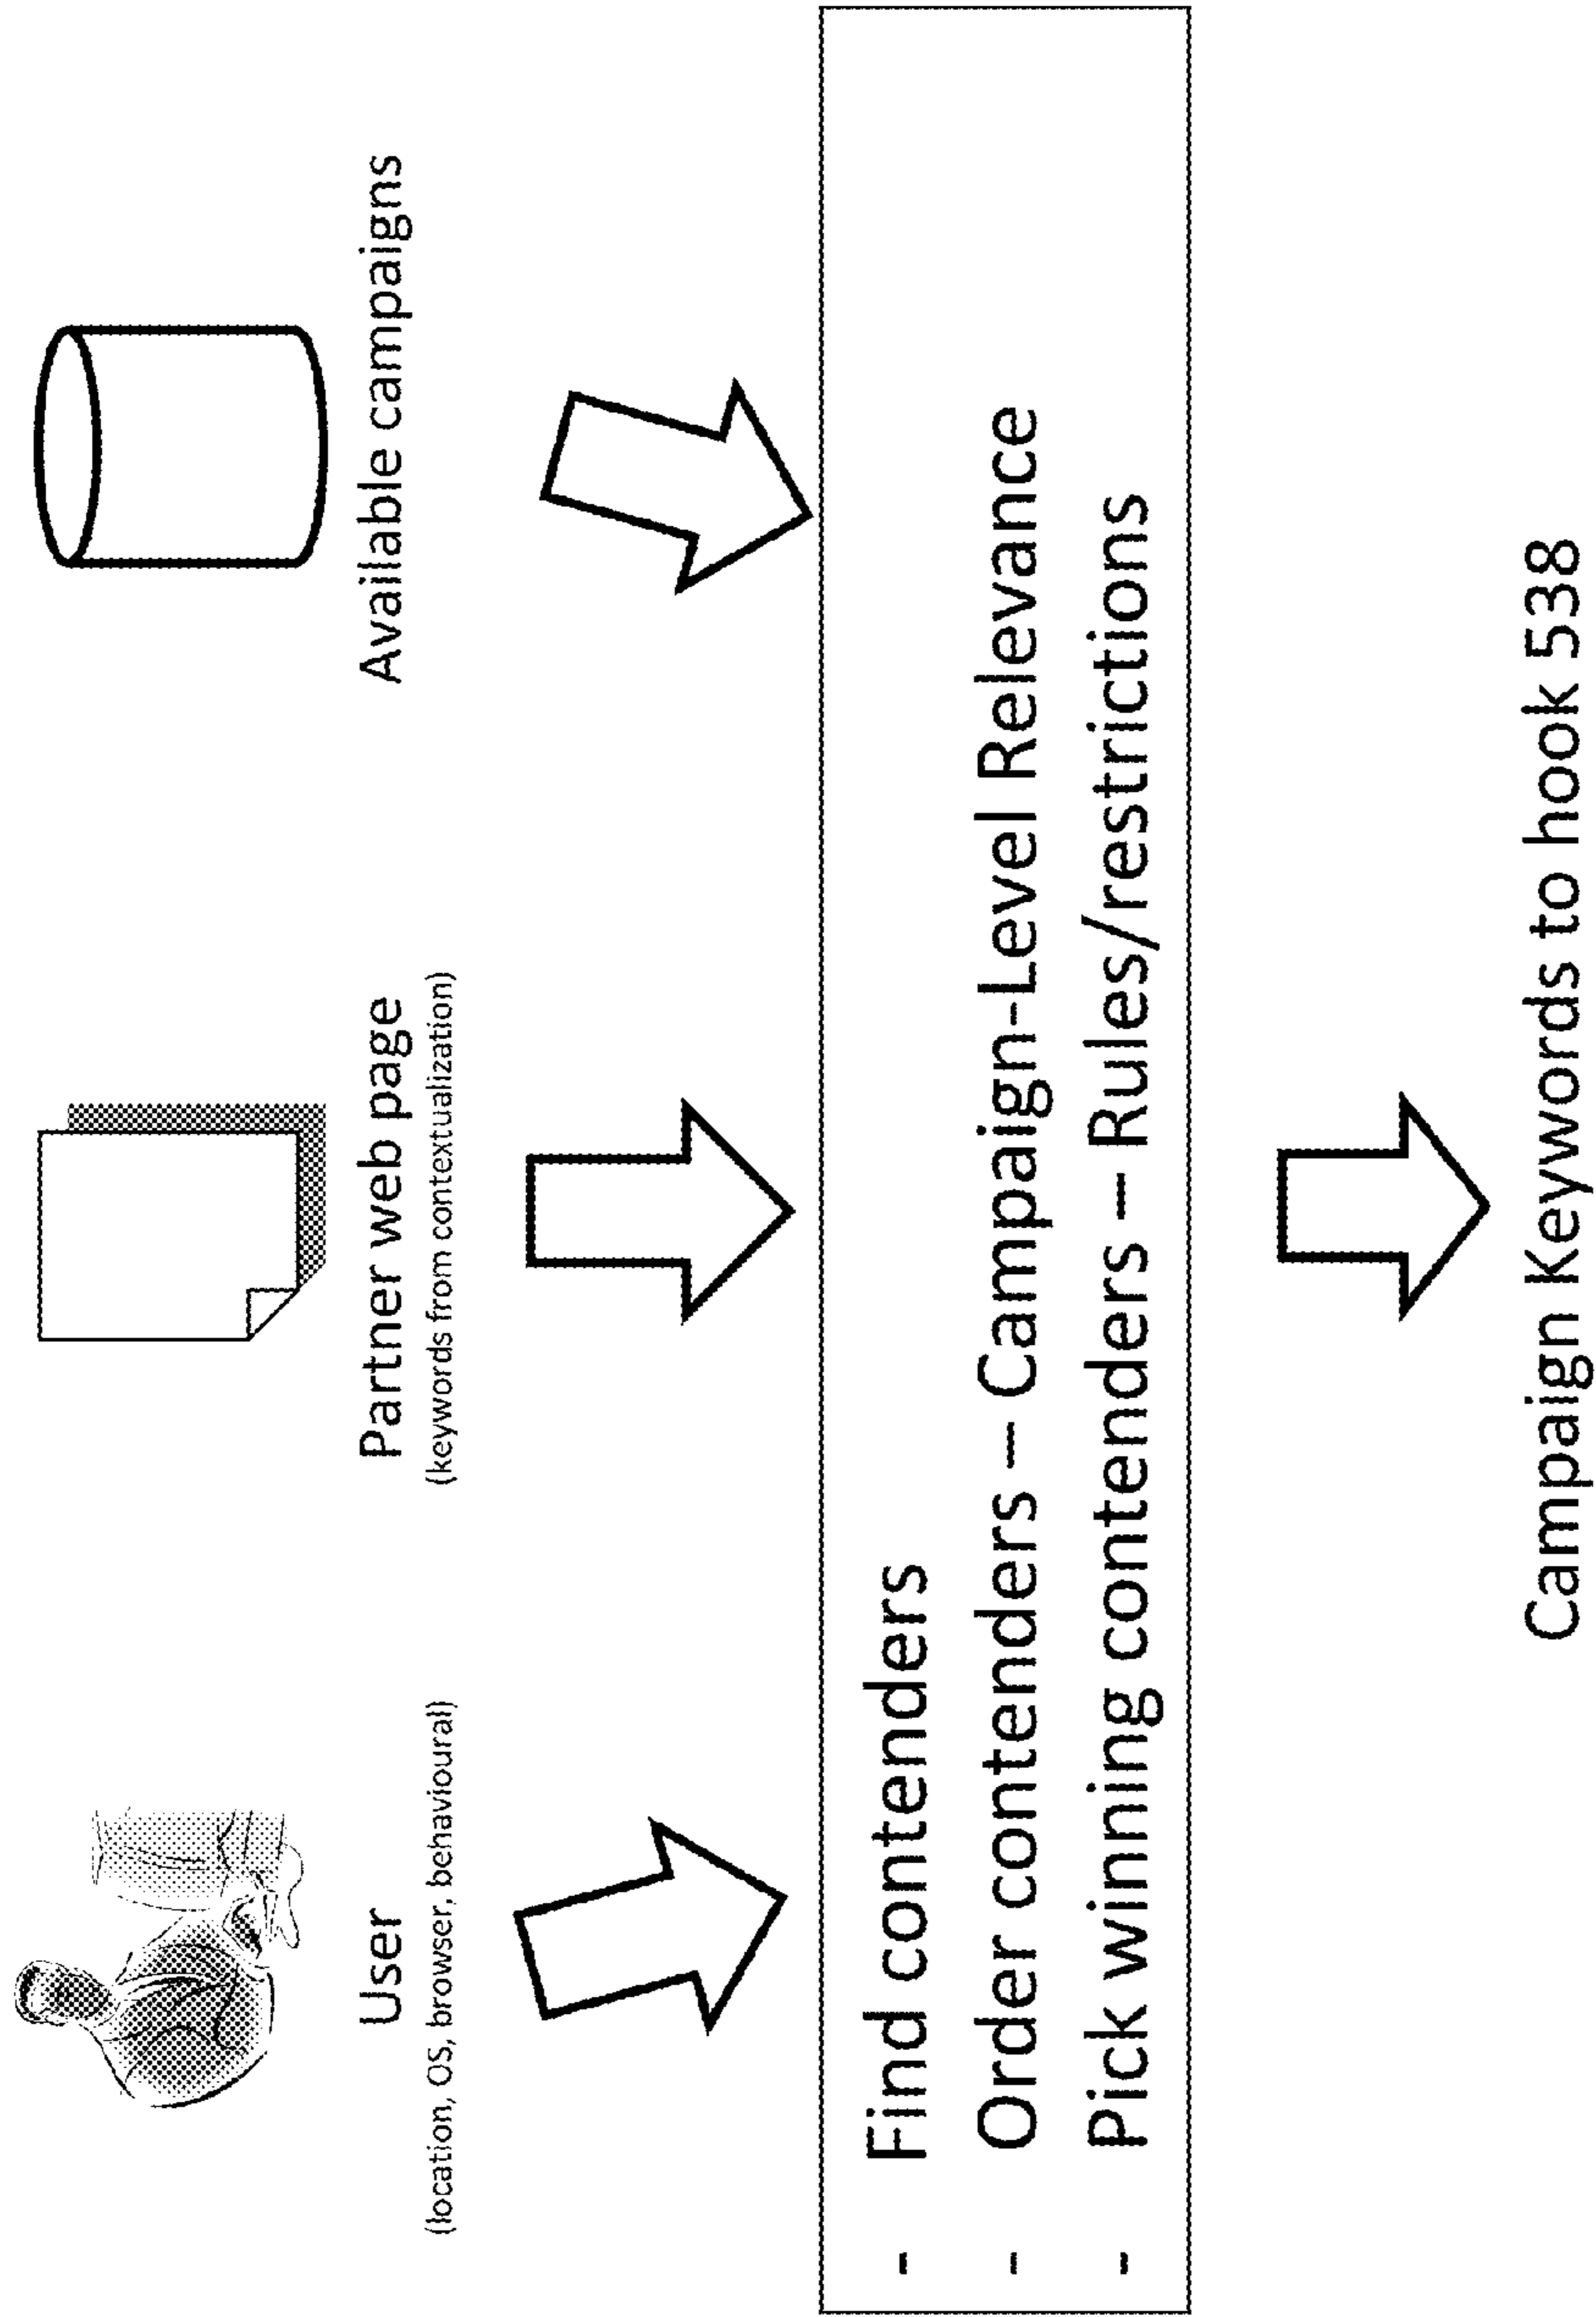 User
(location, OS, browser, behavioural)
Partner web page
(keywords from contextualization)
Available campaigns
- Find contenders
- Order contenders – Campaign-Level Relevance
- Pick winning contenders – Rules/restrictions
Campaign Keywords to hook 538